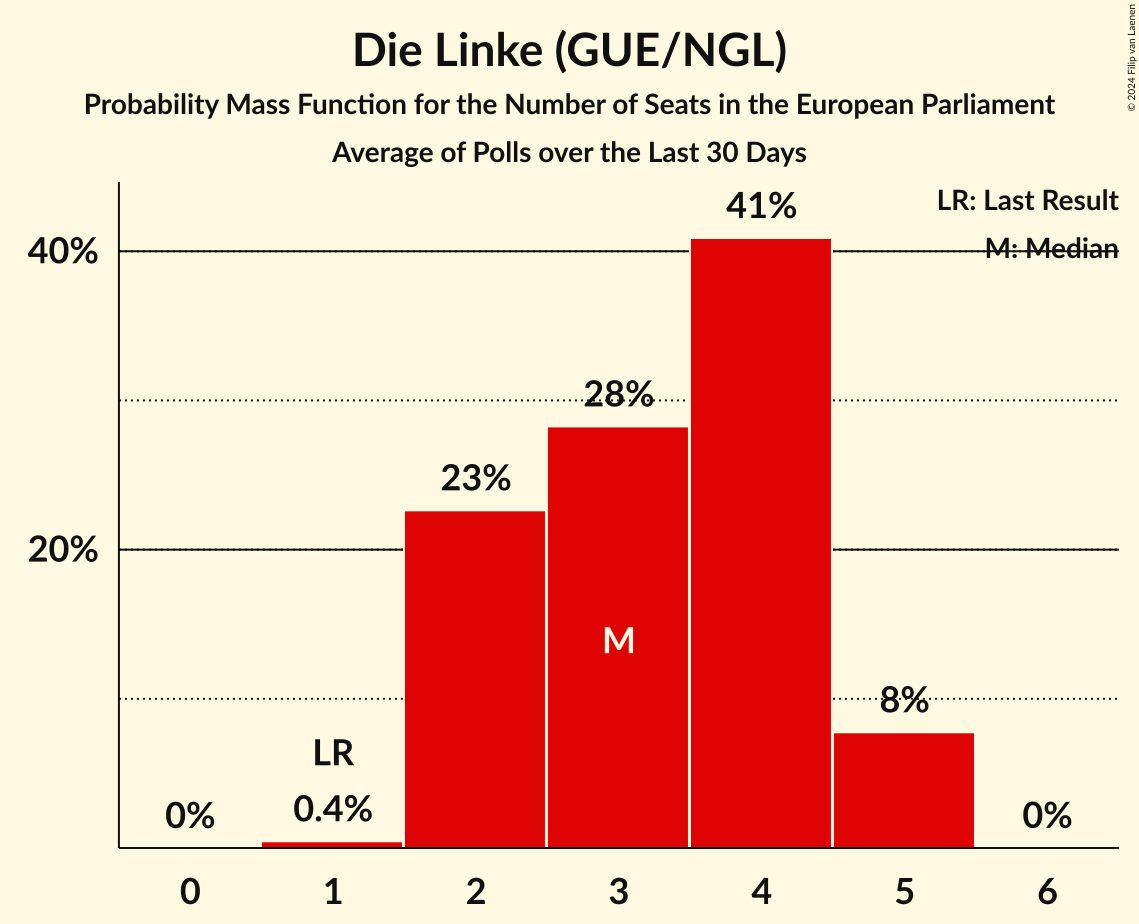 Die Linke (GUE/NGL)
Probability Mass Function for the Number of Seats in the European Parliament
Average of Polls over the Last 30 Days
© 2024 Filip van Laenen
LR: Last Result
M: Median
40%
20%
0%
LR
0.4%
23%
28%
M
41%
8%
0%
0 1 2 3 4 5 6